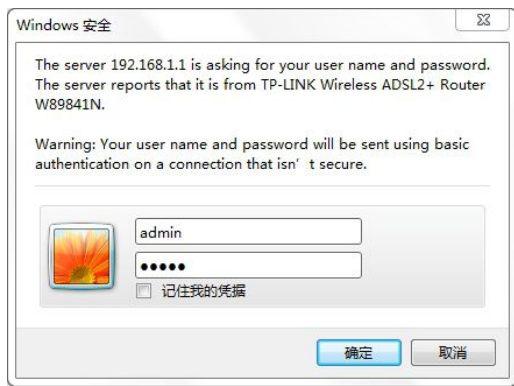 Windows 安全
The server 192.168.1.1 is asking for your user name and password.
The server reports that it is from TP-LINK Wireless ADSL2+ Router
W89841N.
Warning: Your user name and password will be sent using basic
authentication on a connection that isn't secure.
admin
●●●●●
记住我的凭据
确定
取消